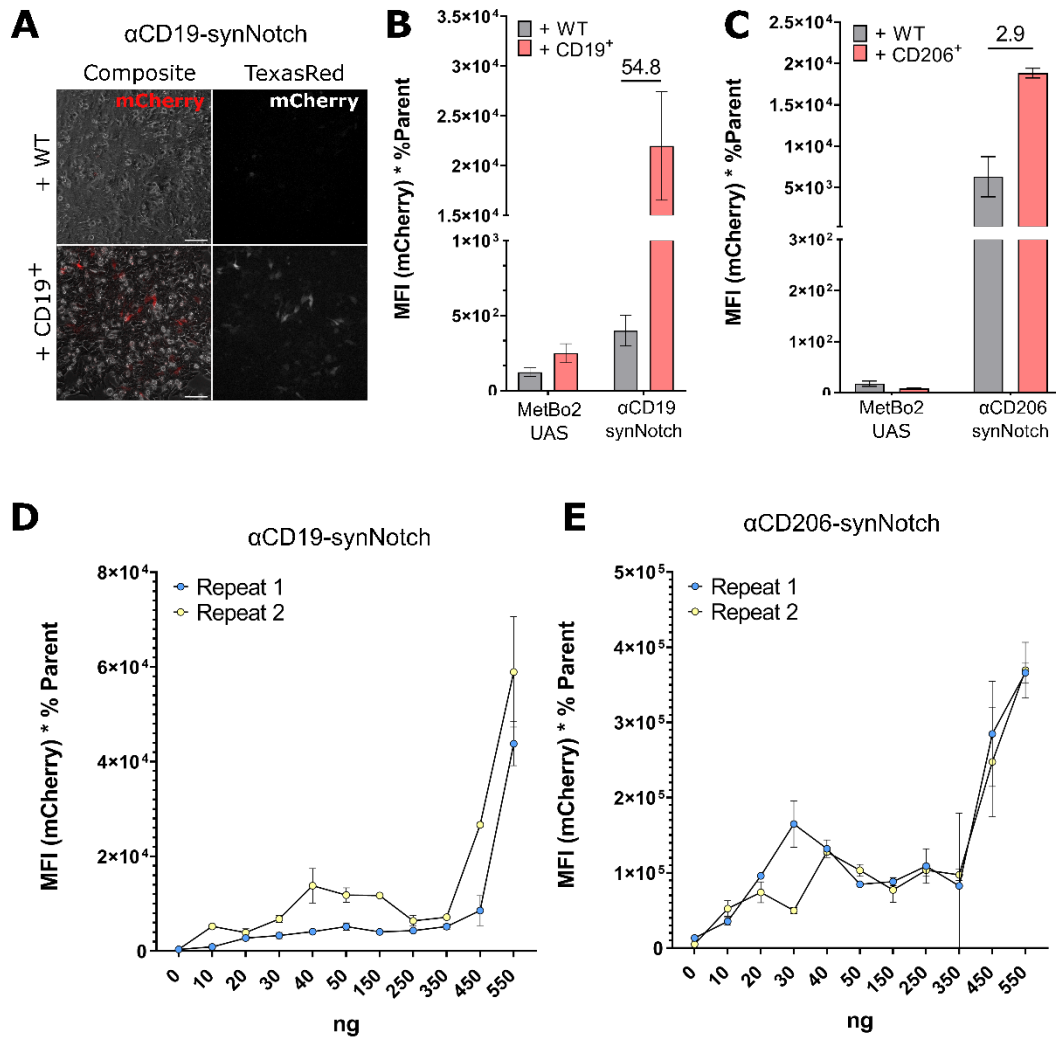 A
αCD19-synNotch
Composite
TexasRed
mCherry
mCherry
+ WT
+ CD19⁺
B
MFI (mCherry) * %Parent
+ WT
+ CD19⁺
54.8
3.5×10⁴
3×10⁴
2.5×10⁴
2×10⁴
1.5×10⁴
1×10³
5×10²
0
MetBo2
UAS
αCD19
synNotch
C
MFI (mCherry) * %Parent
+ WT
+ CD206⁺
2.9
2×10⁴
2×10⁴
1×10⁴
5×10³
3×10²
2×10²
1×10²
0
MetBo2
UAS
αCD206
synNotch
D
αCD19-synNotch
Repeat 1
Repeat 2
MFI (mCherry) * % Parent
8×10⁴
6×10⁴
4×10⁴
2×10⁴
0
0 10 20 30 40 50 150 250 350 450 550
ng
E
αCD206-synNotch
Repeat 1
Repeat 2
MFI (mCherry) * % Parent
5×10⁵
4×10⁵
3×10⁵
2×10⁵
1×10⁵
0
0 10 20 30 40 50 150 250 350 450 550
ng